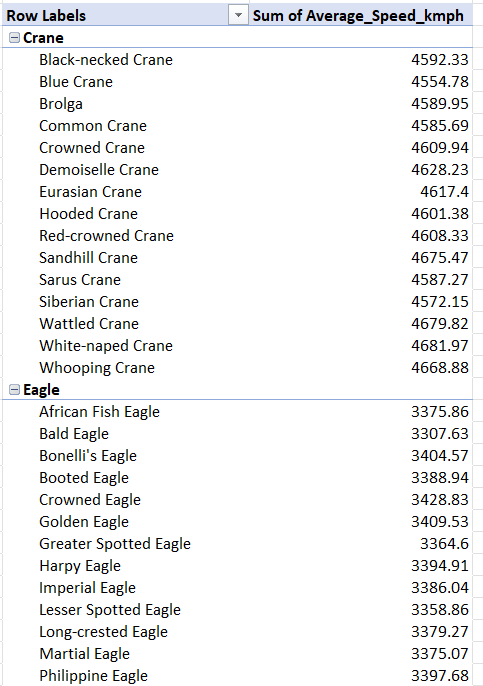 Row Labels Sum of Average_Speed_kmph
Crane
Black-necked Crane 4592.33
Blue Crane 4554.78
Brolga 4589.95
Common Crane 4585.69
Crowned Crane 4609.94
Demoiselle Crane 4628.23
Eurasian Crane 4617.4
Hooded Crane 4601.38
Red-crowned Crane 4608.33
Sandhill Crane 4675.47
Sarus Crane 4587.27
Siberian Crane 4572.15
Wattled Crane 4679.82
White-naped Crane 4681.97
Whooping Crane 4668.88
Eagle
African Fish Eagle 3375.86
Bald Eagle 3307.63
Bonelli's Eagle 3404.57
Booted Eagle 3388.94
Crowned Eagle 3428.83
Golden Eagle 3409.53
Greater Spotted Eagle 3364.6
Harpy Eagle 3394.91
Imperial Eagle 3386.04
Lesser Spotted Eagle 3358.86
Long-crested Eagle 3379.27
Martial Eagle 3375.07
Philippine Eagle 3397.68